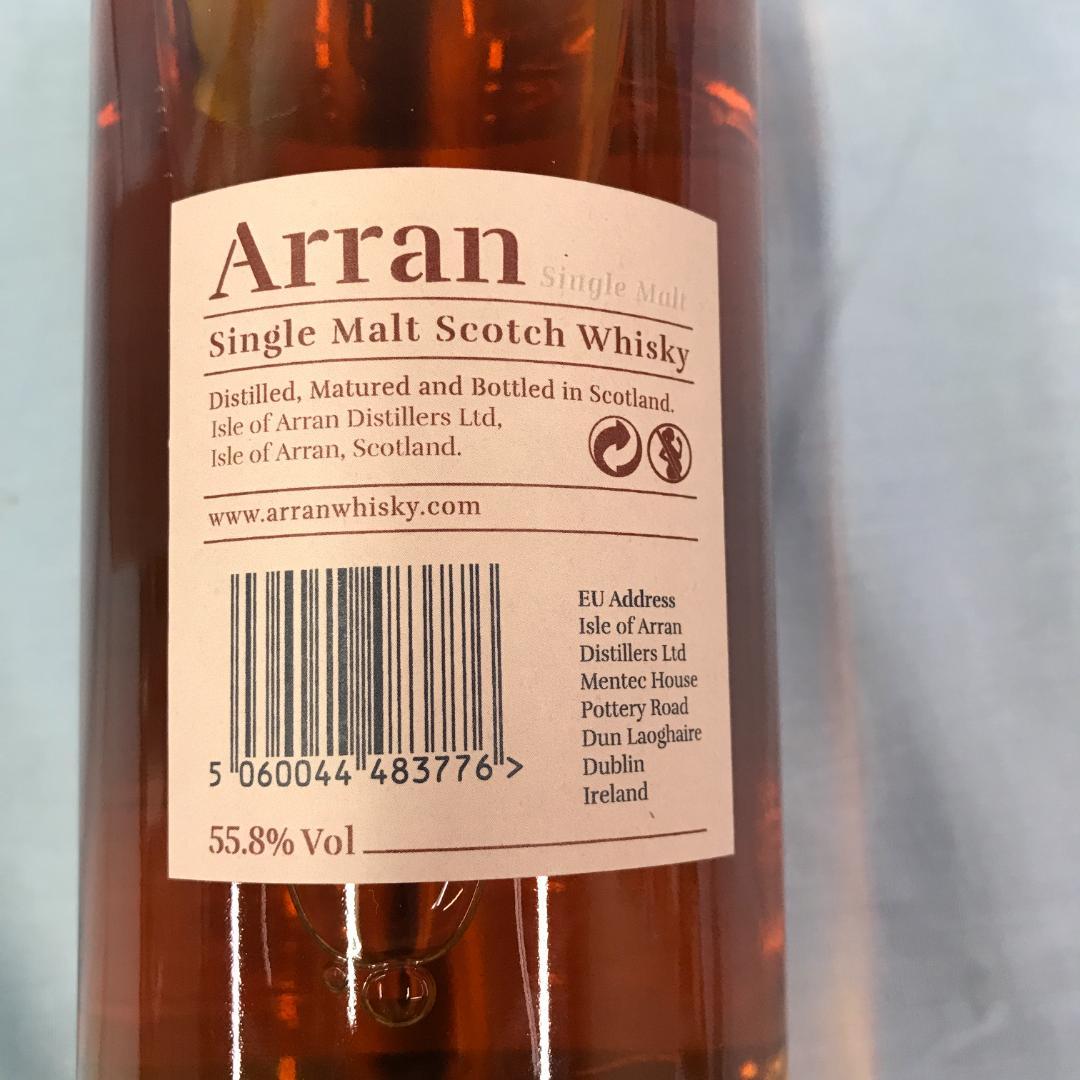 Arran Single Malt
Single Malt Scotch Whisky
Distilled, Matured and Bottled in Scotland.
Isle of Arran Distillers Ltd,
Isle of Arran, Scotland.
www.arranwhisky.com
5 060044 483776 >
EU Address
Isle of Arran
Distillers Ltd
Mentec House
Pottery Road
Dun Laoghaire
Dublin
Ireland
55.8% Vol